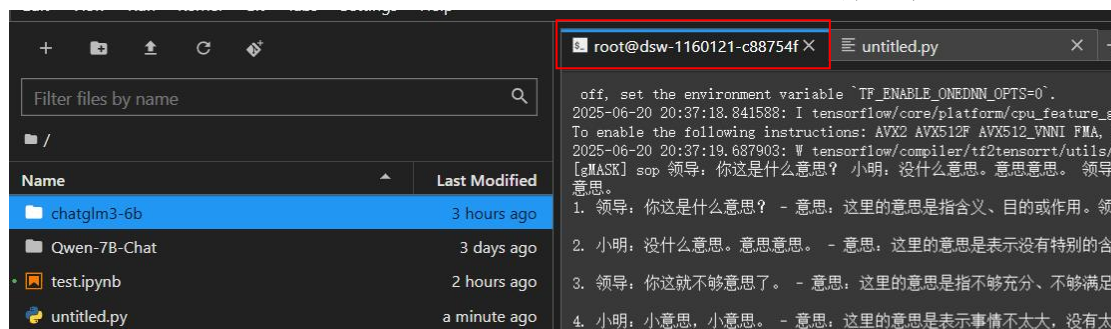 root@dsw-1160121-c88754f
untitled.py
Filter files by name
/
Name Last Modified
chatglm3-6b 3 hours ago
Qwen-7B-Chat 3 days ago
test.ipynb 2 hours ago
untitled.py a minute ago
off, set the environment variable `TF_ENABLE_ONEDNN_OPTS=0`.
2025-06-20 20:37:18.841588: I tensorflow/core/platform/cpu_feature_g
To enable the following instructions: AVX2 AVX512F AVX512_VNNI FMA,
2025-06-20 20:37:19.687903: W tensorflow/compiler/tf2tensorrt/utils/
[gMASK] sop 领导：你这是什么意思？ 小明：没什么意思。意思意思。 领导
意思。
1. 领导：你这是什么意思？ - 意思：这里的意思是指含义、目的或作用。领
2. 小明：没什么意思。意思意思。 - 意思：这里的意思是表示没有特别的含
3. 领导：你这就不够意思了。 - 意思：这里的意思是指不够充分、不够满足
4. 小明：小意思，小意思。 - 意思：这里的意思是表示事情不太大，没有太